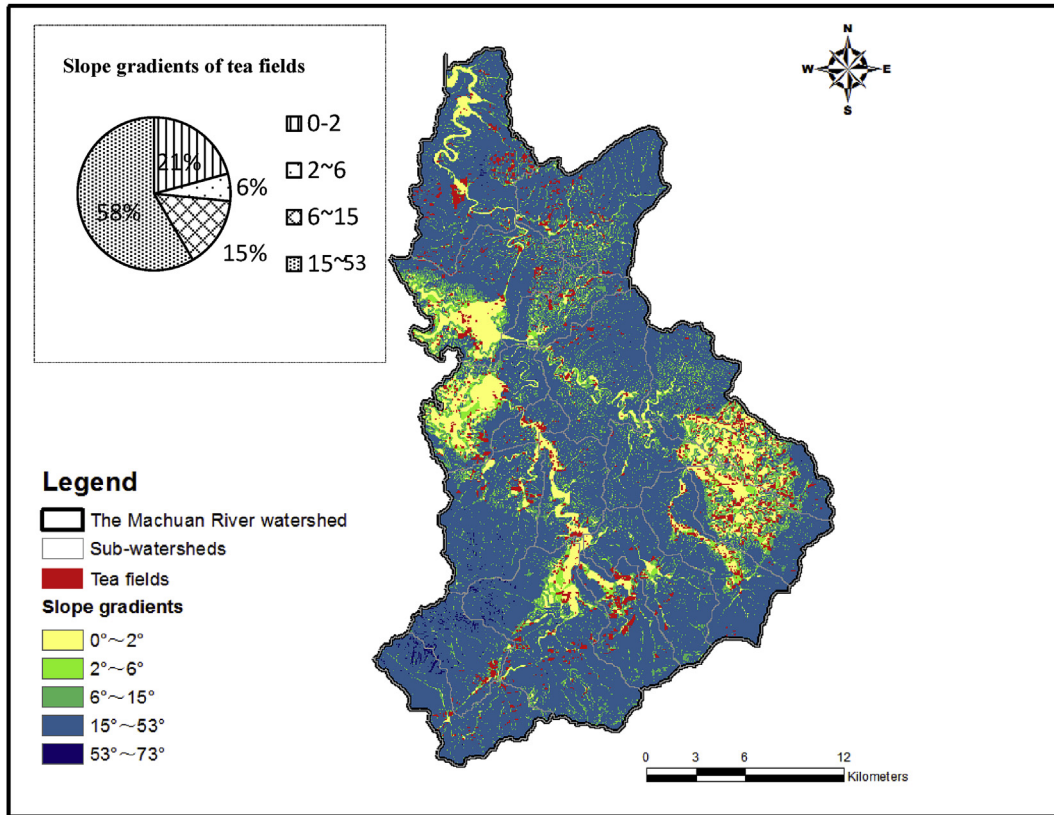 Slope gradients of tea fields
21%
6%
15%
58%
0-2
2~6
6~15
15~53
N
W
E
S
Legend
The Machuan River watershed
Sub-watersheds
Tea fields
Slope gradients
0°～2°
2°～6°
6°～15°
15°～53°
53°～73°
0 3 6 12
Kilometers